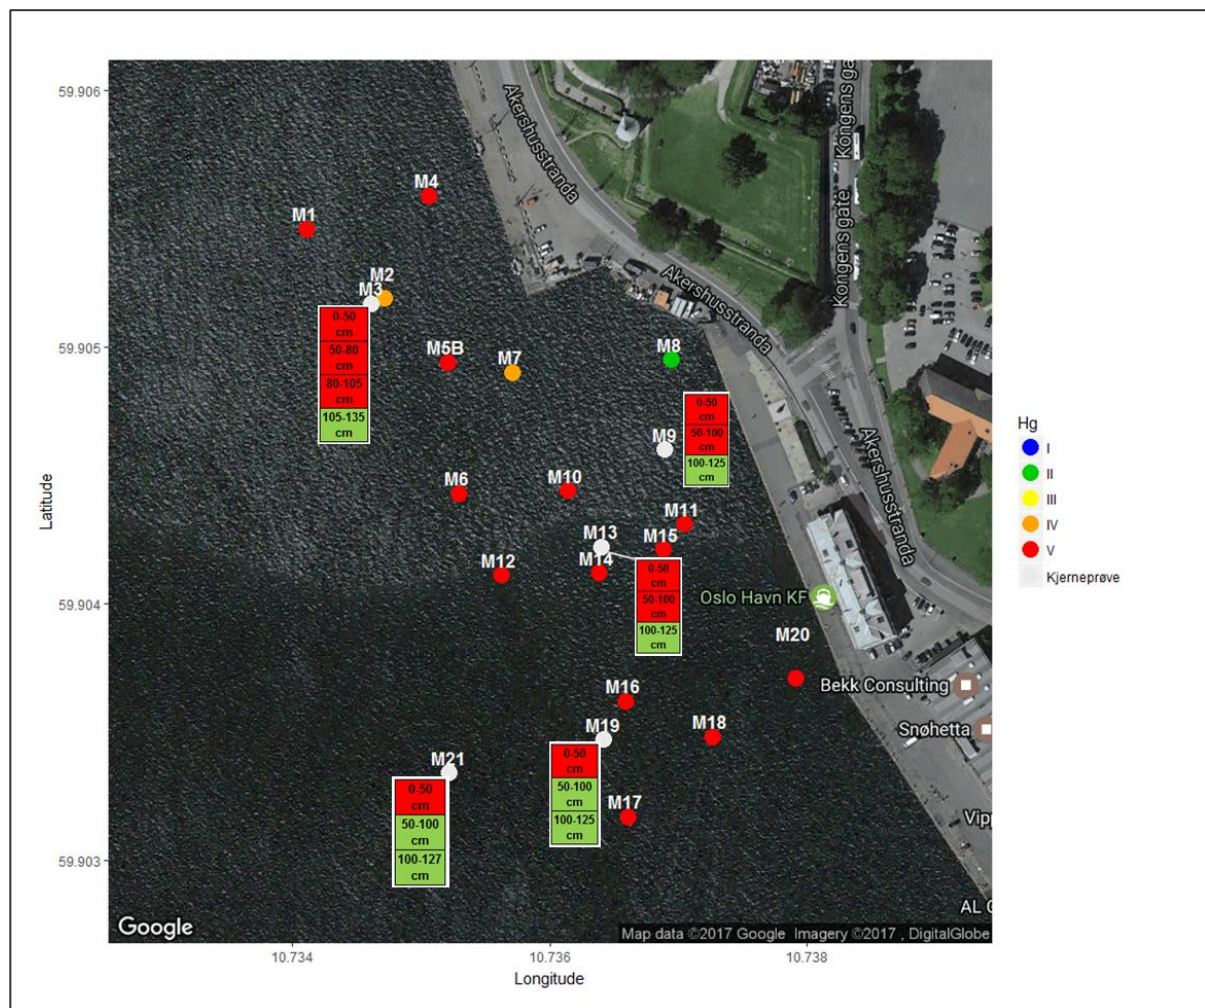 59.906
59.905
59.904
59.903
Latitude
10.734
10.736
10.738
Longitude
Akershusstranda
Kongens ga
Kongens gate
Akershusstranda
Akershusstranda
M4
M1
M2
M3
0-50
cm
50-80
cm
80-105
cm
105-135
cm
M5B
M7
M8
0-50
cm
50-100
cm
100-125
cm
M9
M6
M10
M11
M13
M15
M12
M14
0-50
cm
50-100
cm
100-125
cm
Oslo Havn KF
M20
Bekk Consulting
Snøhetta
M16
M18
M19
0-50
cm
50-100
cm
100-125
cm
M21
0-50
cm
50-100
cm
100-127
cm
M17
Vipp
AL G
Google
Map data ©2017 Google Imagery ©2017 , DigitalGlobe
Hg
I
II
III
IV
V
Kjerneprøve